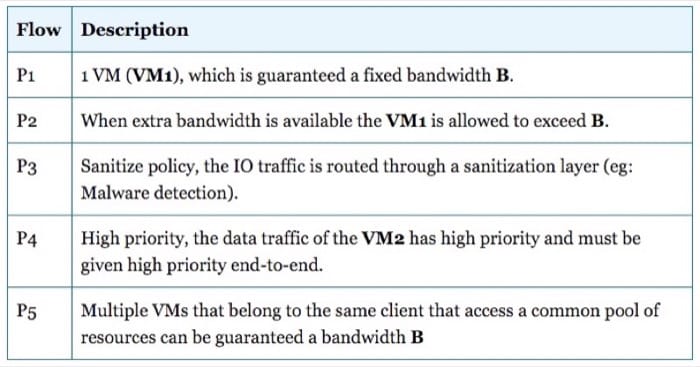 Flow Description
P1 1 VM (VM1), which is guaranteed a fixed bandwidth B.
P2 When extra bandwidth is available the VM1 is allowed to exceed B.
P3 Sanitize policy, the IO traffic is routed through a sanitization layer (eg:
Malware detection).
P4 High priority, the data traffic of the VM2 has high priority and must be
given high priority end-to-end.
P5 Multiple VMs that belong to the same client that access a common pool of
resources can be guaranteed a bandwidth B